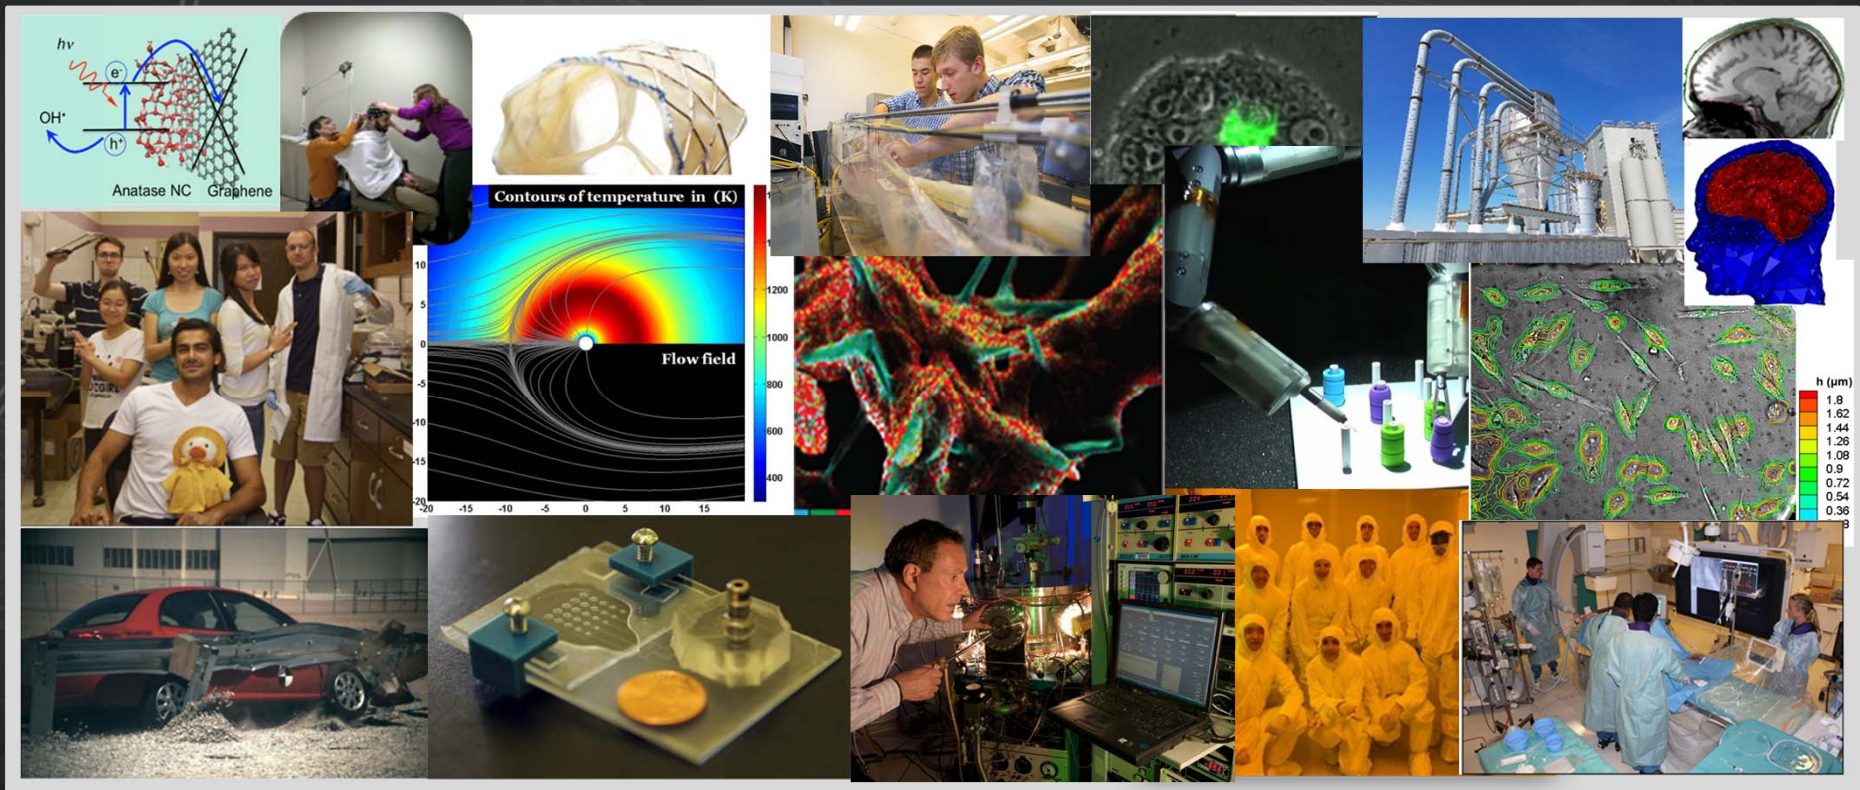 hν
e⁻
OH•
h⁺
Anatase NC Graphene
Contours of temperature in (K)
Flow field
10
5
0
-5
-10
-15
-20
-20 -15 -10 -5 0 5 10 15
1200
1000
800
600
400
h (µm)
1.8
1.62
1.44
1.26
1.08
0.9
0.72
0.54
0.36